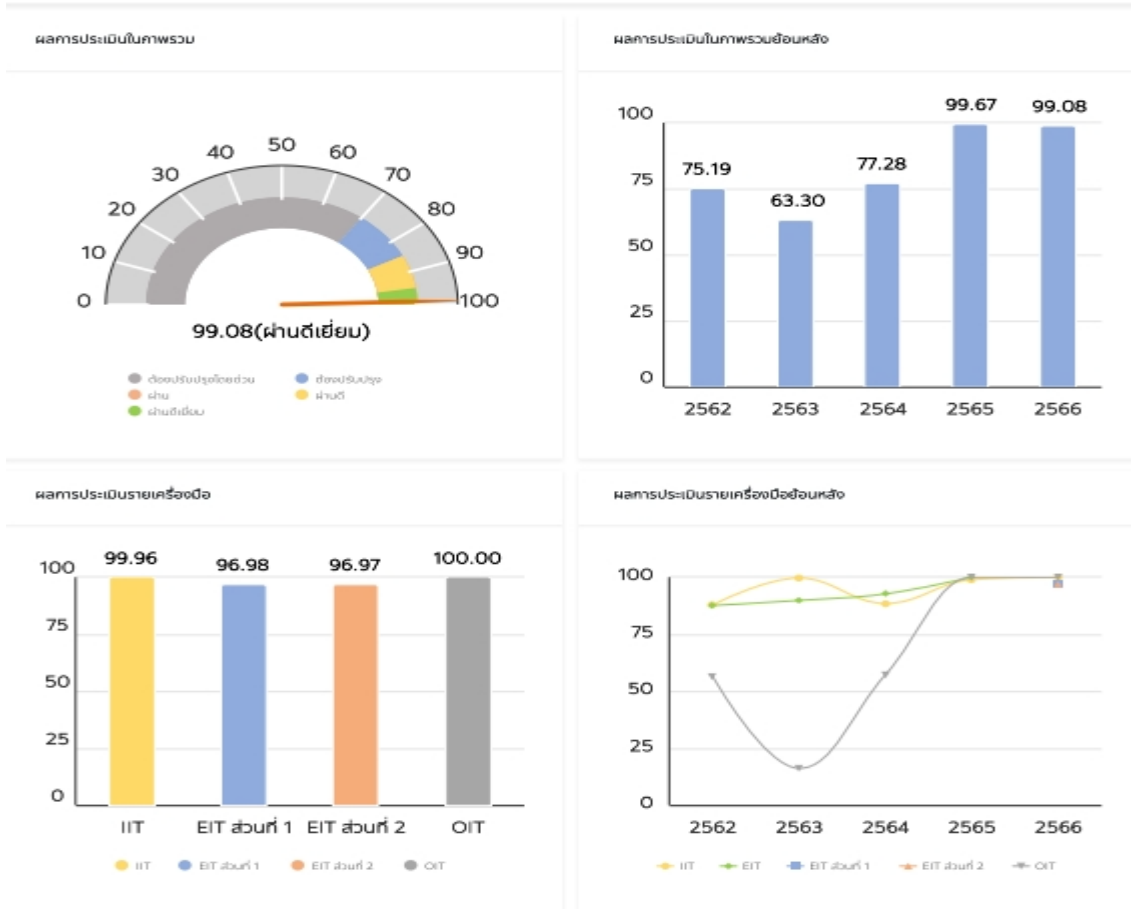 ผลการประเมินในภาพรวม
50
40
60
30
70
20
80
10
90
0
100
99.08(ผ่านดีเยี่ยม)
ต้องปรับปรุงโดยด่วน
ต้องปรับปรุง
ผ่าน
ผ่านดี
ผ่านดีเยี่ยม
ผลการประเมินในภาพรวมย้อนหลัง
100
75
50
25
0
75.19
63.30
77.28
99.67
99.08
2562 2563 2564 2565 2566
ผลการประเมินรายเครื่องมือ
100
75
50
25
0
99.96 96.98 96.97 100.00
IIT EIT ส่วนที่ 1 EIT ส่วนที่ 2 OIT
IIT EIT ส่วนที่ 1 EIT ส่วนที่ 2 OIT
ผลการประเมินรายเครื่องมือย้อนหลัง
100
75
50
25
0
2562 2563 2564 2565 2566
IIT EIT EIT ส่วนที่ 1 EIT ส่วนที่ 2 OIT